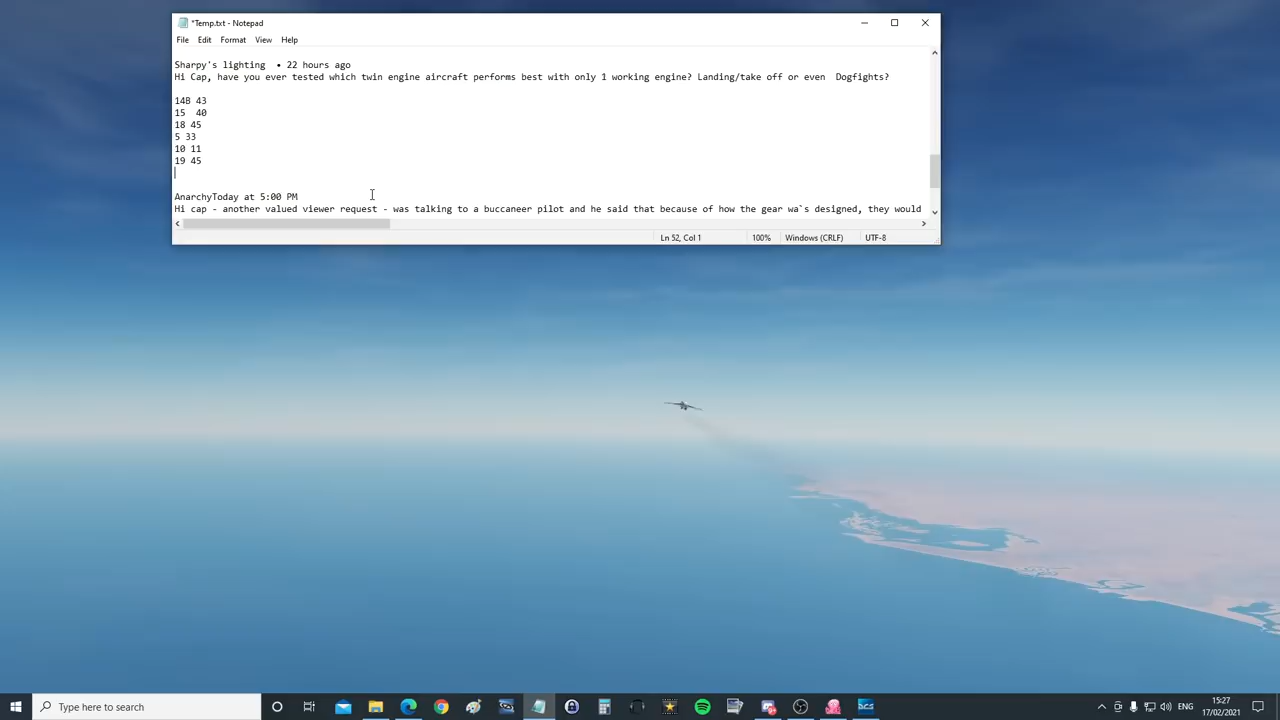 *Temp.txt - Notepad
File Edit Format View Help
Sharpy's lighting • 22 hours ago
Hi Cap, have you ever tested which twin engine aircraft performs best with only 1 working engine? Landing/take off or even Dogfights?
14B 43
15 40
18 45
5 33
10 11
19 45
AnarchyToday at 5:00 PM
Hi cap - another valued viewer request - was talking to a buccaneer pilot and he said that because of how the gear wa`s designed, they would
Ln 52, Col 1 100% Windows (CRLF) UTF-8
Type here to search
ENG
15:27
17/02/2021